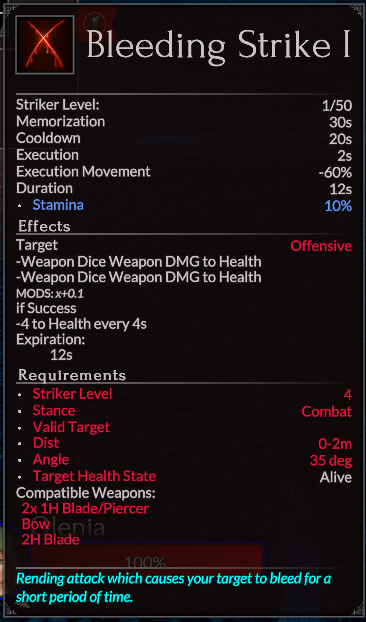 Bleeding Strike I
Striker Level: 1/50
Memorization 30s
Cooldown 20s
Execution 2s
Execution Movement -60%
Duration 12s
• Stamina 10%
Effects
Target Offensive
-Weapon Dice Weapon DMG to Health
-Weapon Dice Weapon DMG to Health
MODS: x+0.1
if Success
-4 to Health every 4s
Expiration:
12s
Requirements
• Striker Level 4
• Stance Combat
• Valid Target
• Dist 0-2m
• Angle 35 deg
• Target Health State Alive
Compatible Weapons:
2x 1H Blade/Piercer
Bow
2H Blade
100%
Rending attack which causes your target to bleed for a
short period of time.